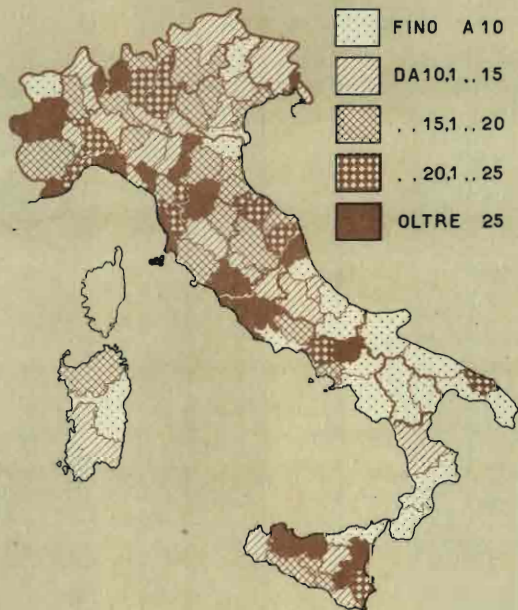 FINO A 10
DA 10,1 .. 15
.. 15,1 .. 20
.. 20,1 .. 25
OLTRE 25